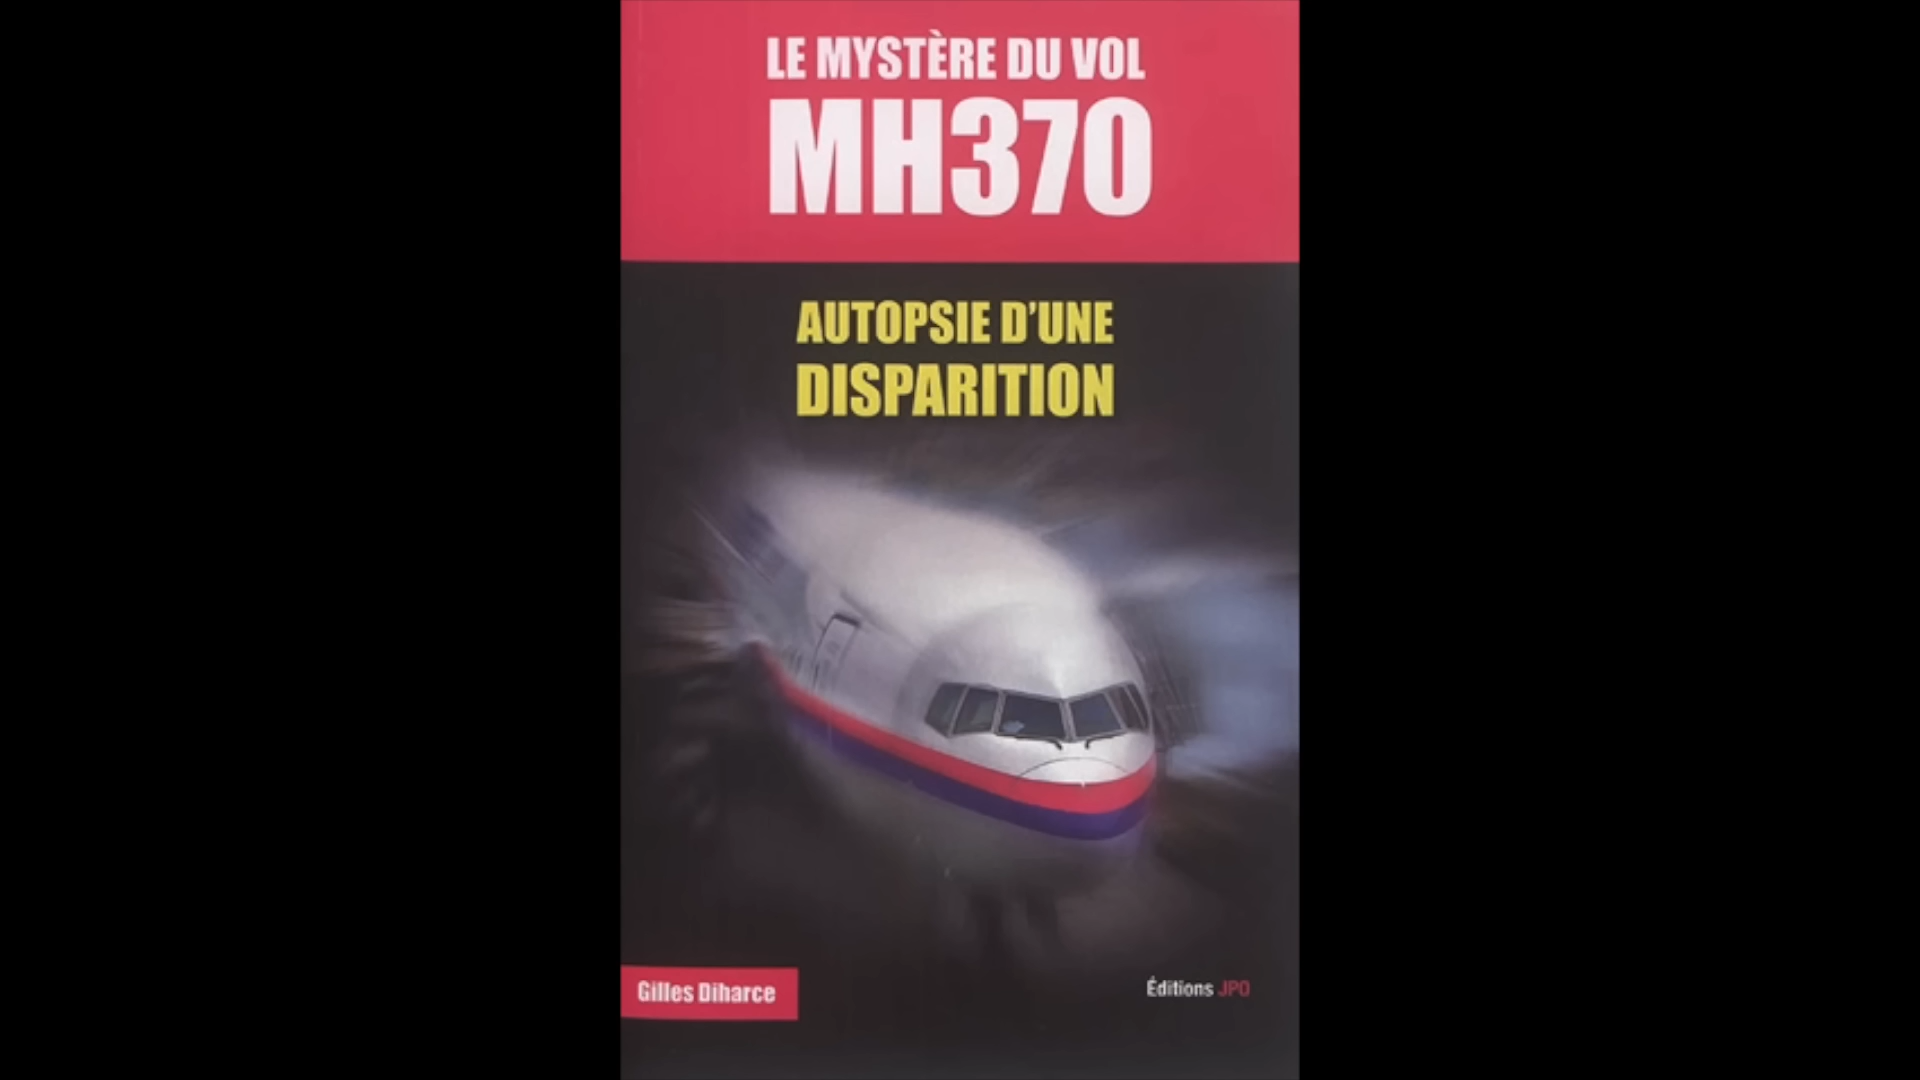 LE MYSTÈRE DU VOL
MH370
AUTOPSIE D'UNE
DISPARITION
Gilles Diharce
Éditions JPO